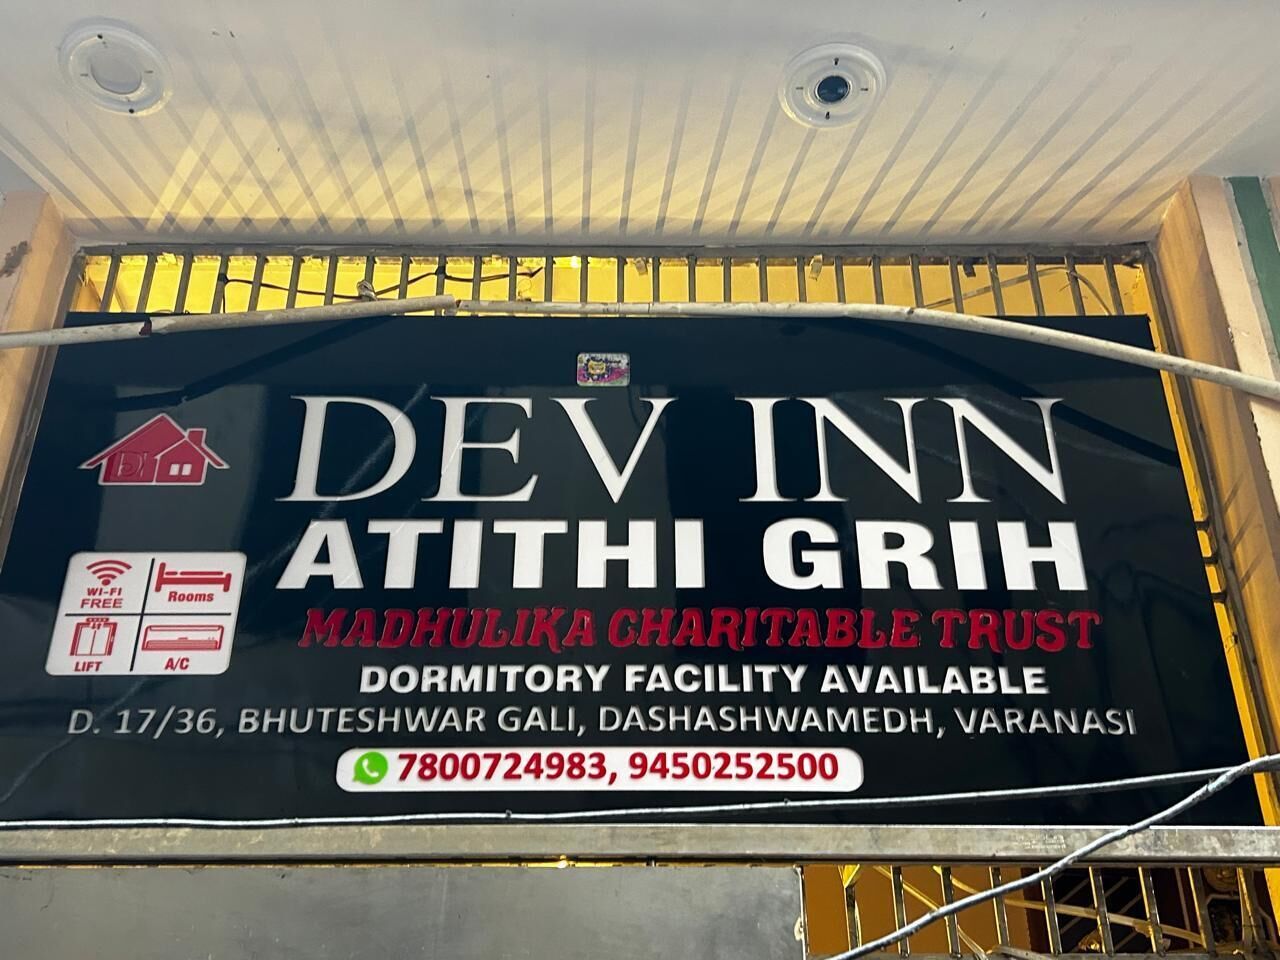 DEV INN
ATITHI GRIH
MADHULIKA CHARITABLE TRUST
DORMITORY FACILITY AVAILABLE
D. 17/36, BHUTESHWAR GALI, DASHASHWAMEDH, VARANASI
7800724983, 9450252500
DI
WI-FI
FREE
Rooms
LIFT
A/C